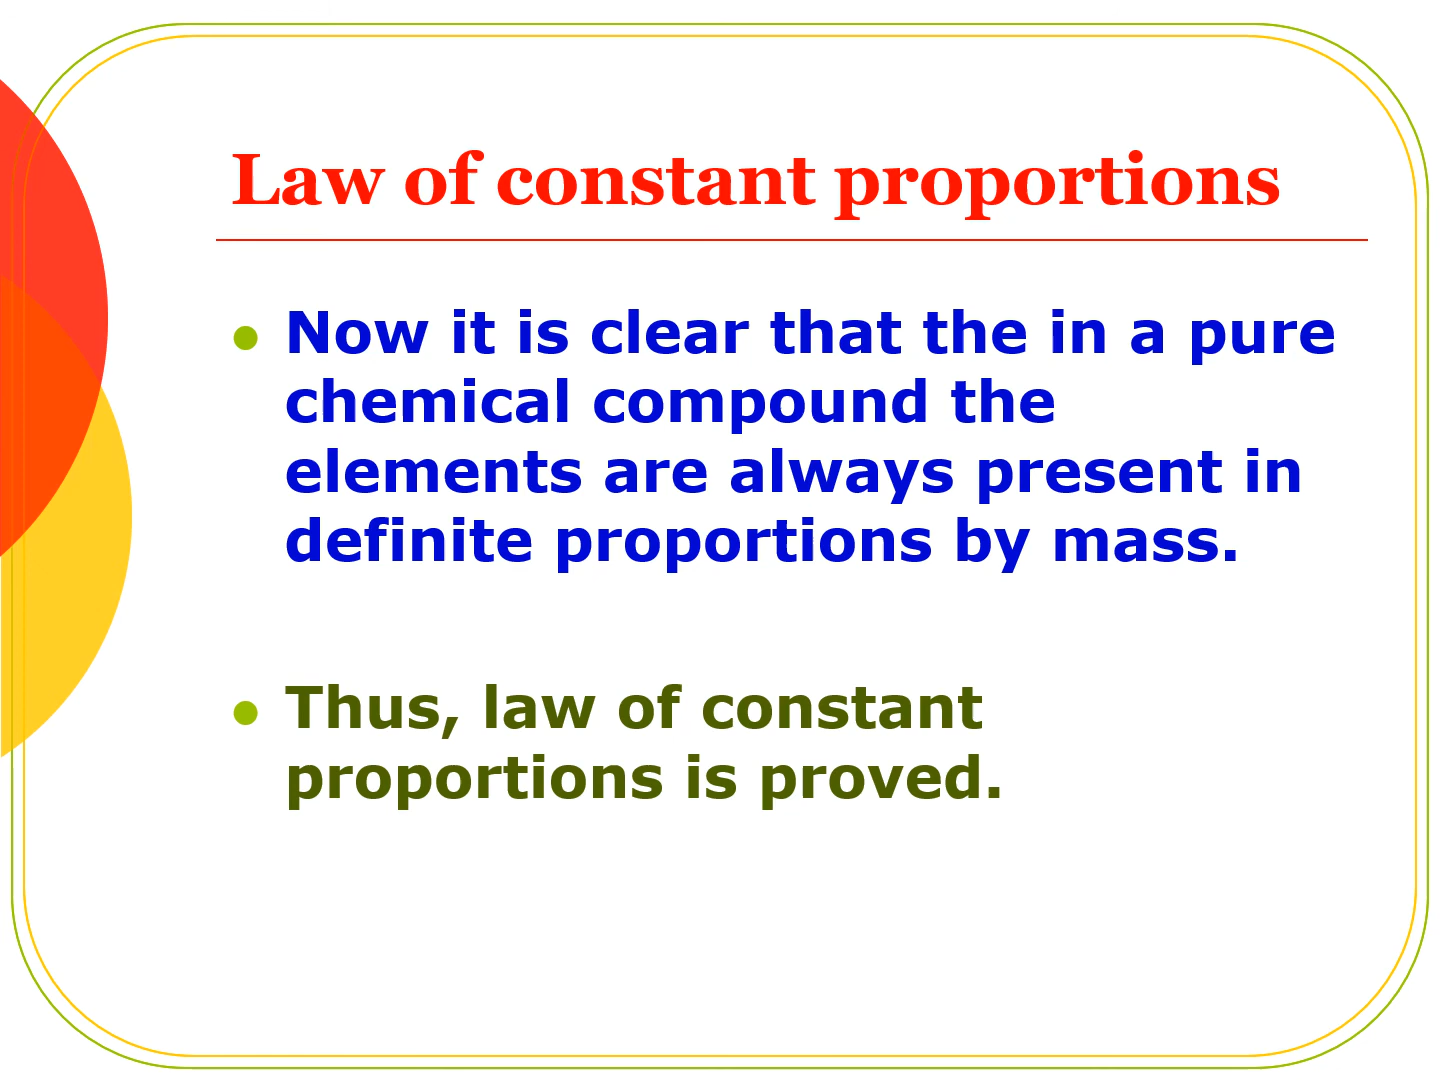 Law of constant proportions
Now it is clear that the in a pure
chemical compound the
elements are always present in
definite proportions by mass.
Thus, law of constant
proportions is proved.